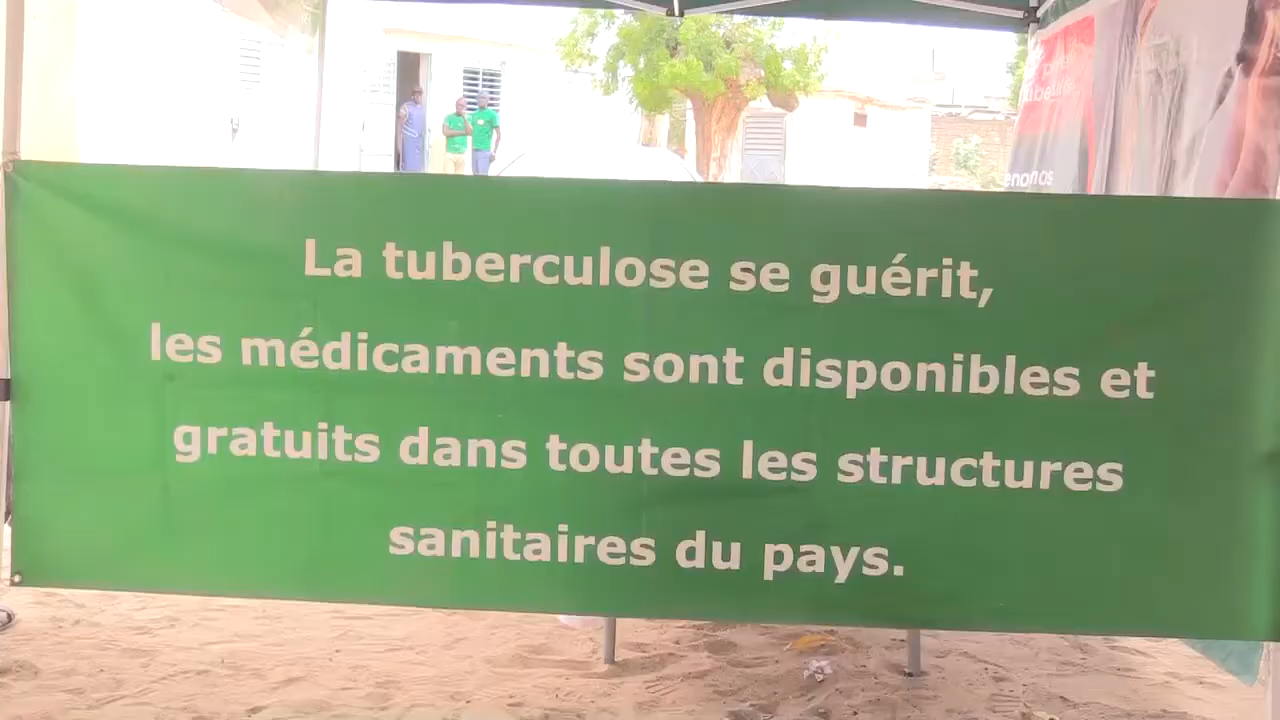 La tuberculose se guérit,
les médicaments sont disponibles et
gratuits dans toutes les structures
sanitaires du pays.